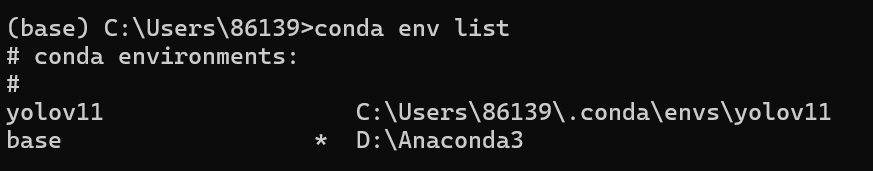 (base) C:\Users\86139>conda env list
# conda environments:
#
yolov11                  C:\Users\86139\.conda\envs\yolov11
base                  *  D:\Anaconda3